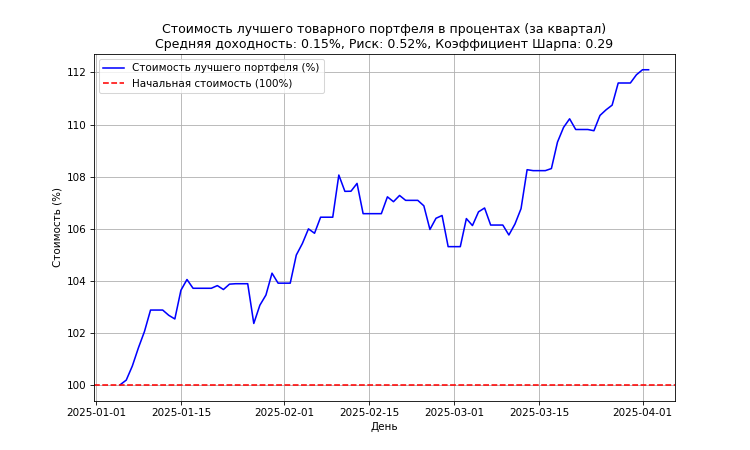 Стоимость лучшего товарного портфеля в процентах (за квартал)
Средняя доходность: 0.15%, Риск: 0.52%, Коэффициент Шарпа: 0.29
Стоимость лучшего портфеля (%)
Начальная стоимость (100%)
Стоимость (%)
112
110
108
106
104
102
100
2025-01-01
2025-01-15
2025-02-01
2025-02-15
2025-03-01
2025-03-15
2025-04-01
День